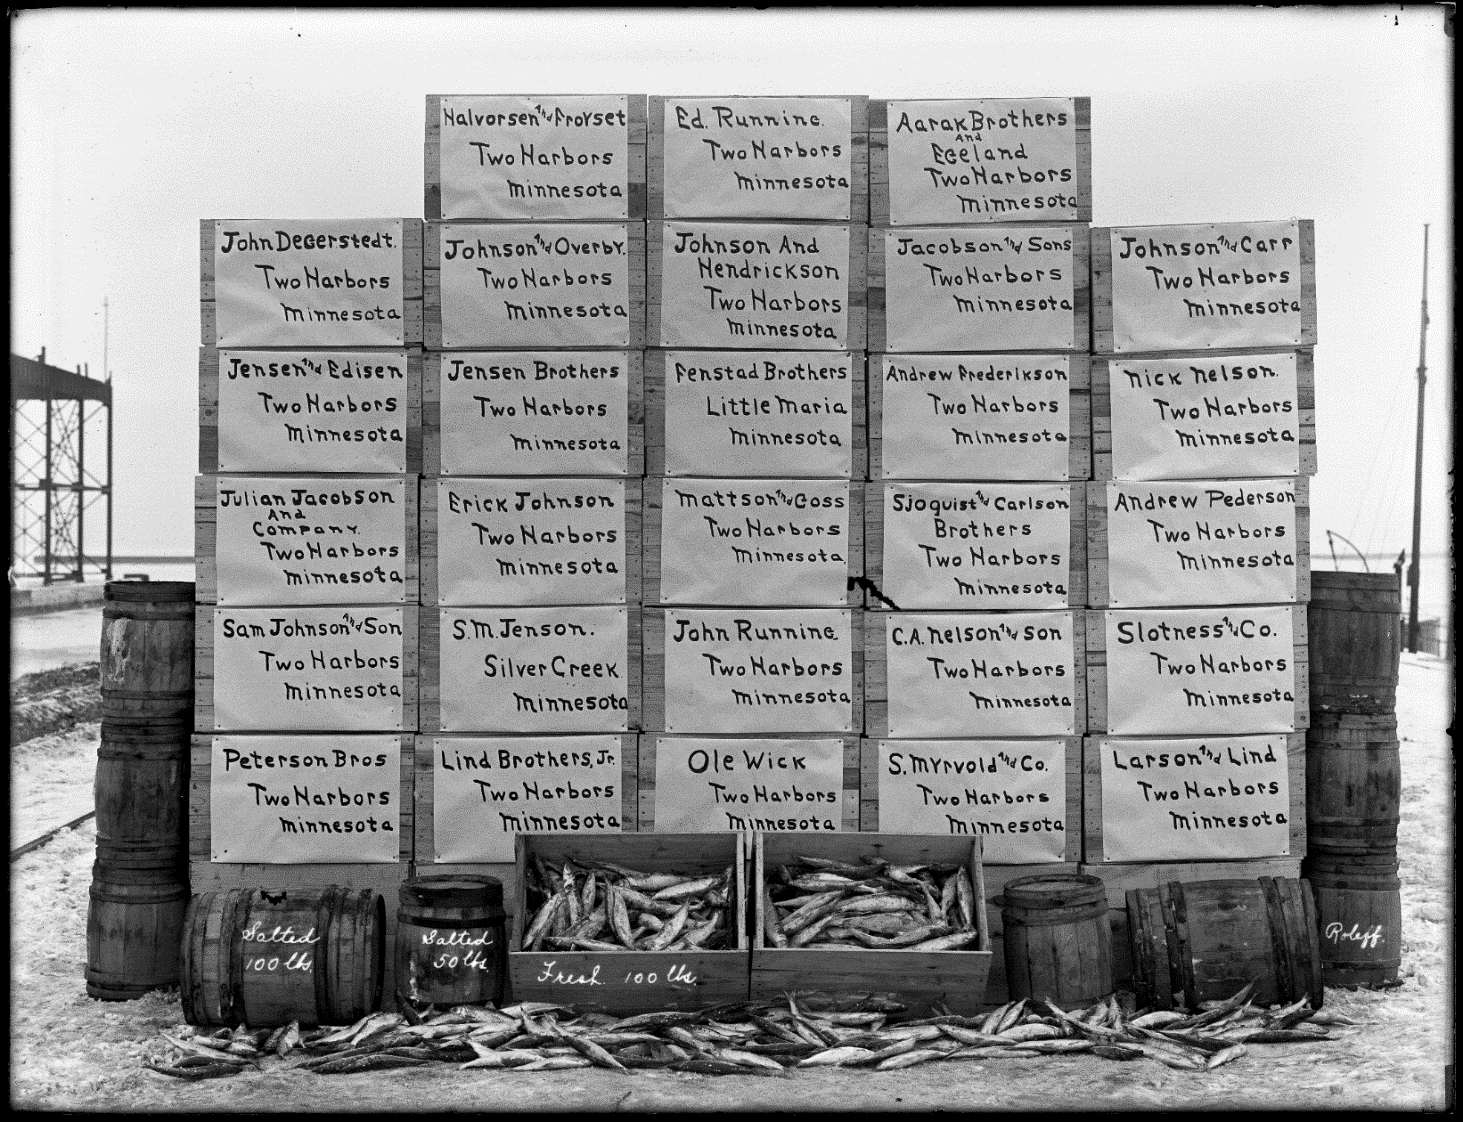 Halvorsen And Froyset
Two Harbors
Minnesota
Ed. Running.
Two Harbors
Minnesota
Aarak Brothers
And
Egeland
Two Harbors
Minnesota
John Degerstedt.
Two Harbors
Minnesota
Johnson And Overby.
Two Harbors
Minnesota
Johnson And
Hendrickson
Two Harbors
Minnesota
Jacobson And Sons
Two Harbors
Minnesota
Johnson And Carr
Two Harbors
Minnesota
Jensen And Edisen
Two Harbors
Minnesota
Jensen Brothers
Two Harbors
Minnesota
Fenstad Brothers
Little Maria
Minnesota
Andrew Frederikson
Two Harbors
Minnesota
Nick Nelson.
Two Harbors
Minnesota
Julian Jacobson
And
Company.
Two Harbors
Minnesota
Erick Johnson
Two Harbors
Minnesota
Mattson And Goss
Two Harbors
Minnesota.
Sjoquist And Carlson
Brothers
Two Harbors
Minnesota
Andrew Pederson
Two Harbors
Minnesota
Sam Johnson And Son
Two Harbors
Minnesota
S.M. Jenson.
Silver Creek
Minnesota
John Running.
Two Harbors
Minnesota
C.A. Nelson And Son
Two Harbors
Minnesota
Slotness And Co.
Two Harbors
Minnesota
Peterson Bros
Two Harbors
Minnesota
Lind Brothers, Jr.
Two Harbors
Minnesota
Ole Wick
Two Harbors
Minnesota
S. Myrvold And Co.
Two Harbors
Minnesota
Larson And Lind
Two Harbors
Minnesota
Salted
100 lbs.
Salted
50 lbs.
Fresh. 100 lbs.
Roleff.